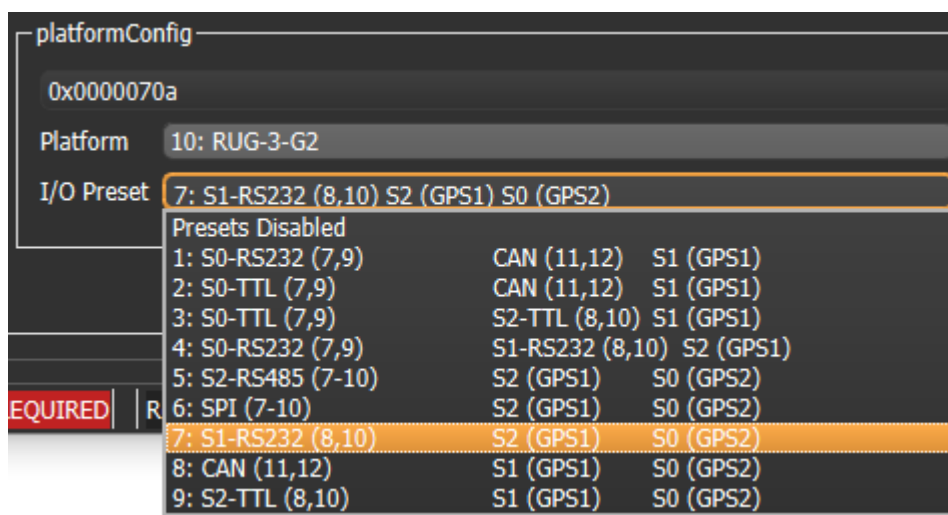 platformConfig
0x0000070a
Platform 10: RUG-3-G2
I/O Preset 7: S1-RS232 (8,10) S2 (GPS1) S0 (GPS2)
Presets Disabled
1: S0-RS232 (7,9) CAN (11,12) S1 (GPS1)
2: S0-TTL (7,9) CAN (11,12) S1 (GPS1)
3: S0-TTL (7,9) S2-TTL (8,10) S1 (GPS1)
4: S0-RS232 (7,9) S1-RS232 (8,10) S2 (GPS1)
5: S2-RS485 (7-10) S2 (GPS1) S0 (GPS2)
EQUIRED R 6: SPI (7-10) S2 (GPS1) S0 (GPS2)
7: S1-RS232 (8,10) S2 (GPS1) S0 (GPS2)
8: CAN (11,12) S1 (GPS1) S0 (GPS2)
9: S2-TTL (8,10) S1 (GPS1) S0 (GPS2)